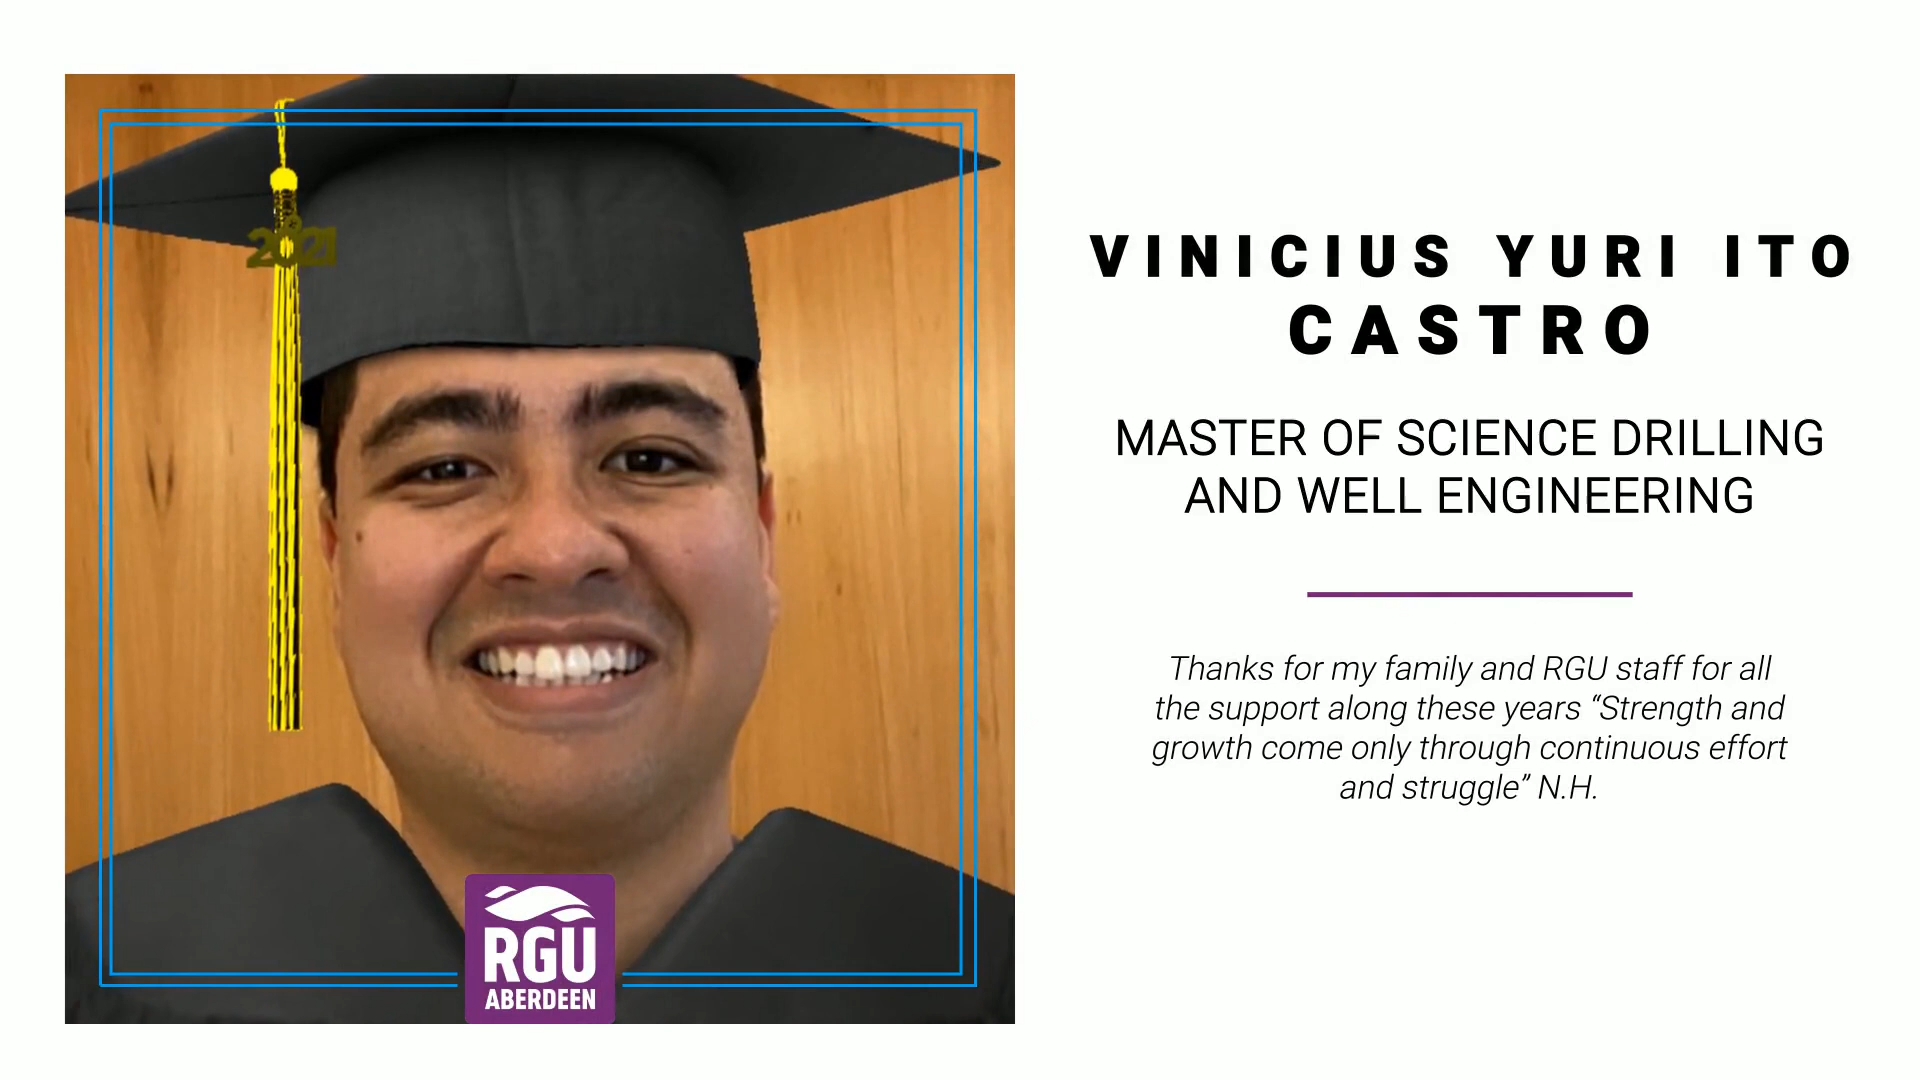 2021
RGU
ABERDEEN
VINICIUS YURI ITO
CASTRO
MASTER OF SCIENCE DRILLING
AND WELL ENGINEERING
Thanks for my family and RGU staff for all
the support along these years “Strength and
growth come only through continuous effort
and struggle” N.H.